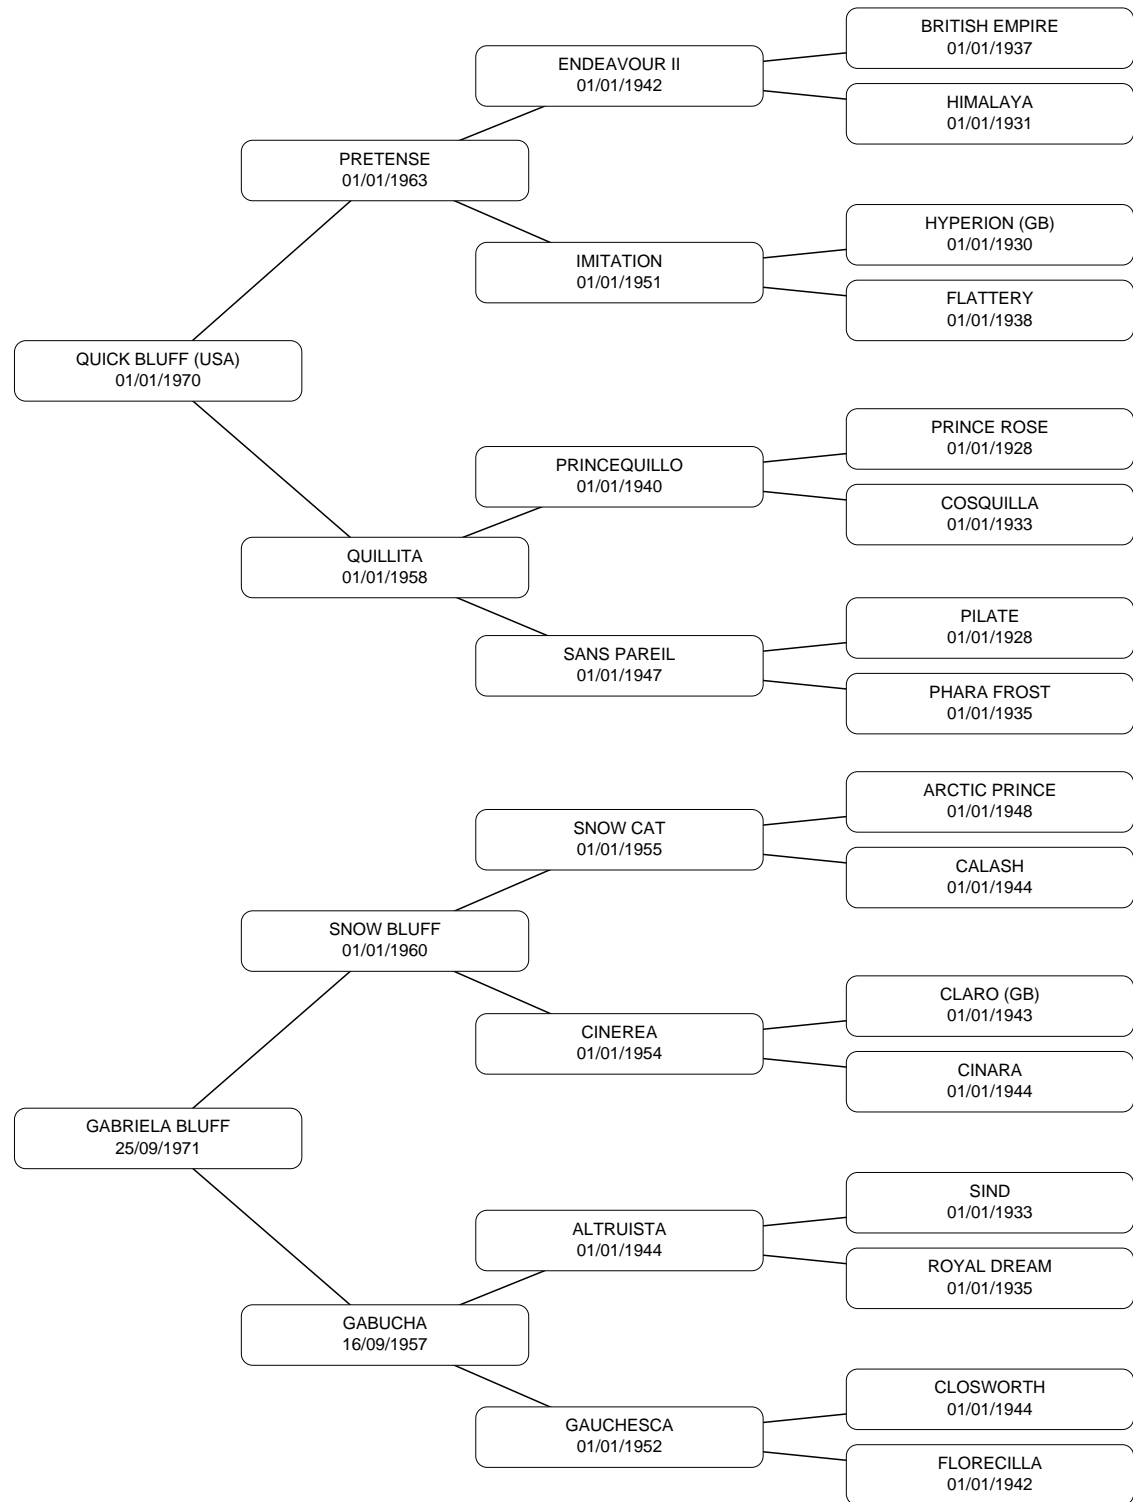 BRITISH EMPIRE
01/01/1937
ENDEAVOUR II
01/01/1942
HIMALAYA
01/01/1931
PRETENSE
01/01/1963
HYPERION (GB)
01/01/1930
IMITATION
01/01/1951
FLATTERY
01/01/1938
QUICK BLUFF (USA)
01/01/1970
PRINCE ROSE
01/01/1928
PRINCEQUILLO
01/01/1940
COSQUILLA
01/01/1933
QUILLITA
01/01/1958
PILATE
01/01/1928
SANS PAREIL
01/01/1947
PHARA FROST
01/01/1935
ARCTIC PRINCE
01/01/1948
SNOW CAT
01/01/1955
CALASH
01/01/1944
SNOW BLUFF
01/01/1960
CLARO (GB)
01/01/1943
CINEREA
01/01/1954
CINARA
01/01/1944
GABRIELA BLUFF
25/09/1971
SIND
01/01/1933
ALTRUISTA
01/01/1944
ROYAL DREAM
01/01/1935
GABUCHA
16/09/1957
CLOSWORTH
01/01/1944
GAUCHESCA
01/01/1952
FLORECILLA
01/01/1942